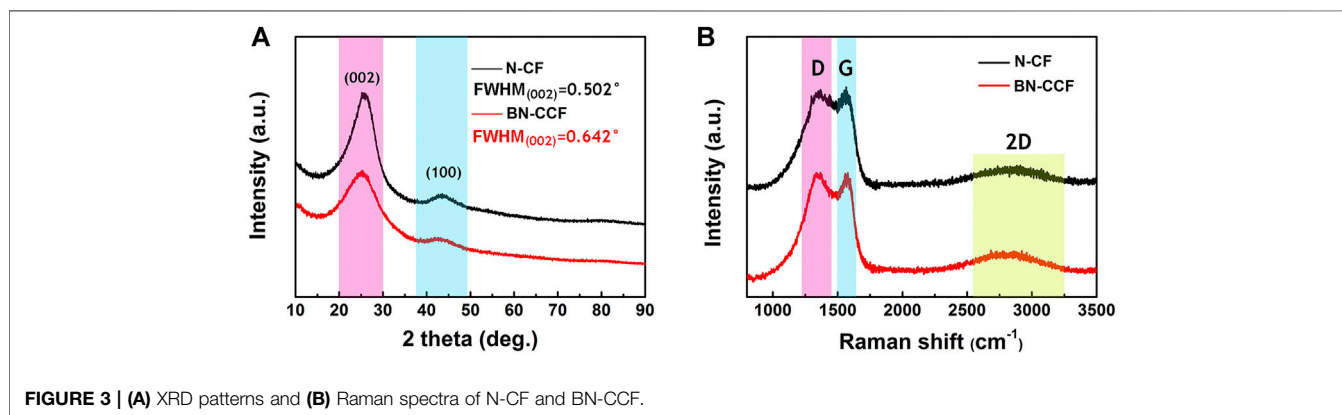 A
(002)
N-CF
FWHM(002)=0.502°
BN-CCF
FWHM(002)=0.642°
(100)
Intensity (a.u.)
10 20 30 40 50 60 70 80 90
2 theta (deg.)
B
D G
N-CF
BN-CCF
2D
Intensity (a.u.)
1000 1500 2000 2500 3000 3500
Raman shift (cm-1)
FIGURE 3 | (A) XRD patterns and (B) Raman spectra of N-CF and BN-CCF.